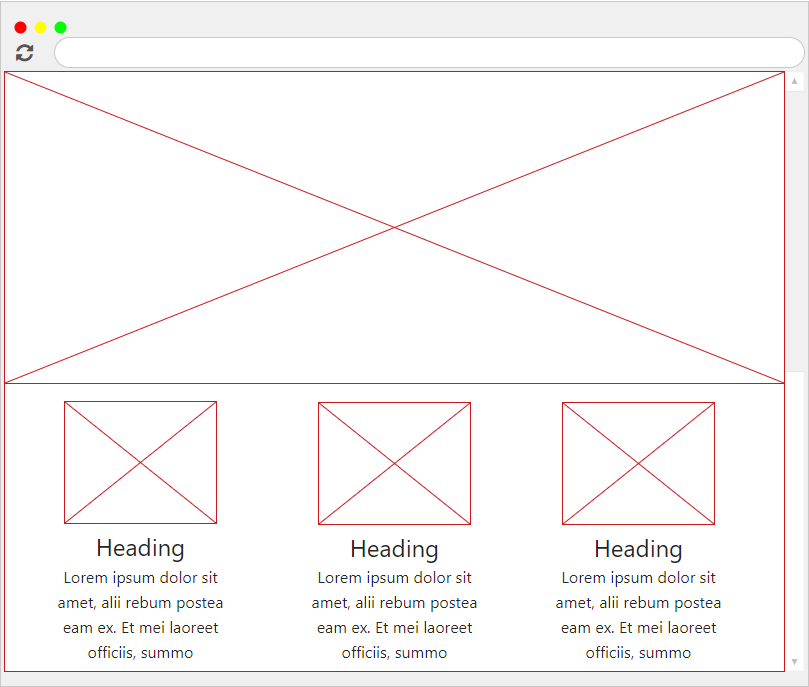 Heading
Lorem ipsum dolor sit
amet, alii rebum postea
eam ex. Et mei laoreet
officiis, summo
Heading
Lorem ipsum dolor sit
amet, alii rebum postea
eam ex. Et mei laoreet
officiis, summo
Heading
Lorem ipsum dolor sit
amet, alii rebum postea
eam ex. Et mei laoreet
officiis, summo